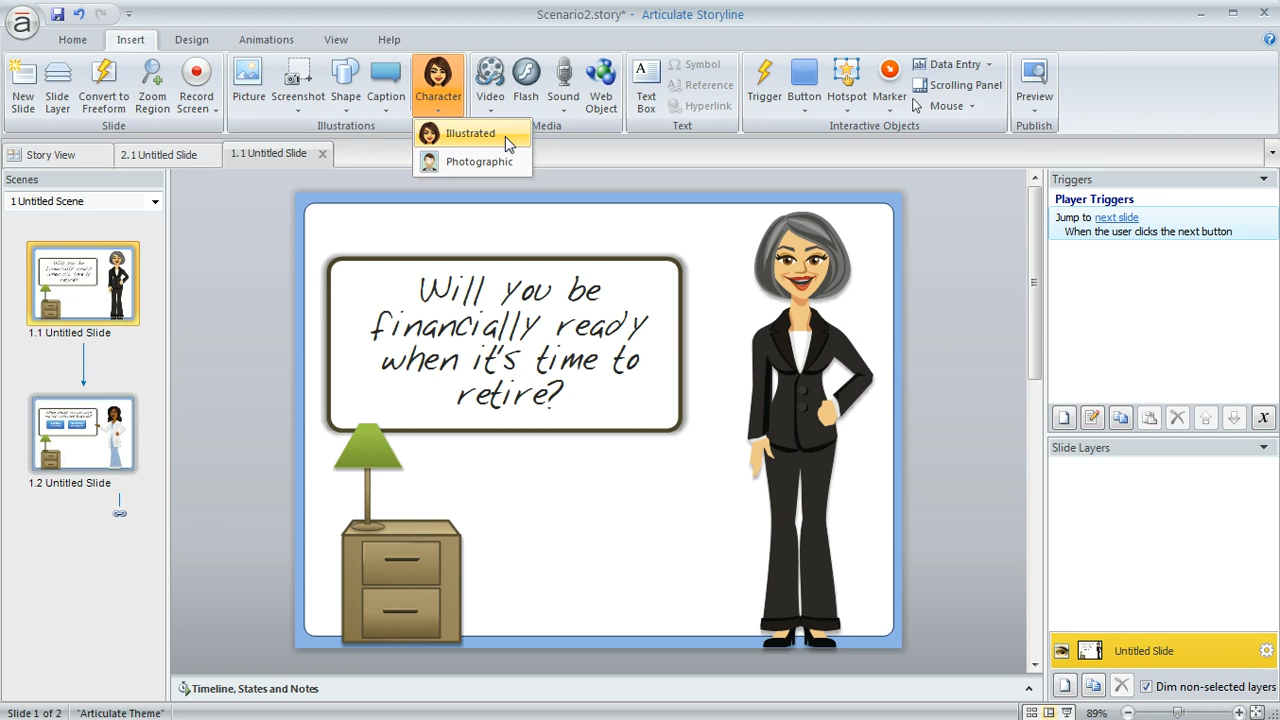 Scenario2.story* - Articulate Storyline
Home Insert Design Animations View Help
New Slide
Slide Layer
Convert to Freeform
Zoom Region
Record Screen
Slide
Picture
Screenshot
Shape
Caption
Character
Illustrations
Video
Flash
Sound
Web Object
Media
Text Box
Symbol
Reference
Hyperlink
Text
Trigger
Button
Hotspot
Marker
Data Entry
Scrolling Panel
Mouse
Interactive Objects
Preview
Publish
Illustrated
Photographic
Story View
2.1 Untitled Slide
1.1 Untitled Slide
Scenes
1 Untitled Scene
1.1 Untitled Slide
1.2 Untitled Slide
Will you be
financially ready
when it's time to
retire?
Timeline, States and Notes
Triggers
Player Triggers
Jump to next slide
When the user clicks the next button
Slide Layers
Untitled Slide
Dim non-selected layers
Slide 1 of 2
"Articulate Theme"
89%